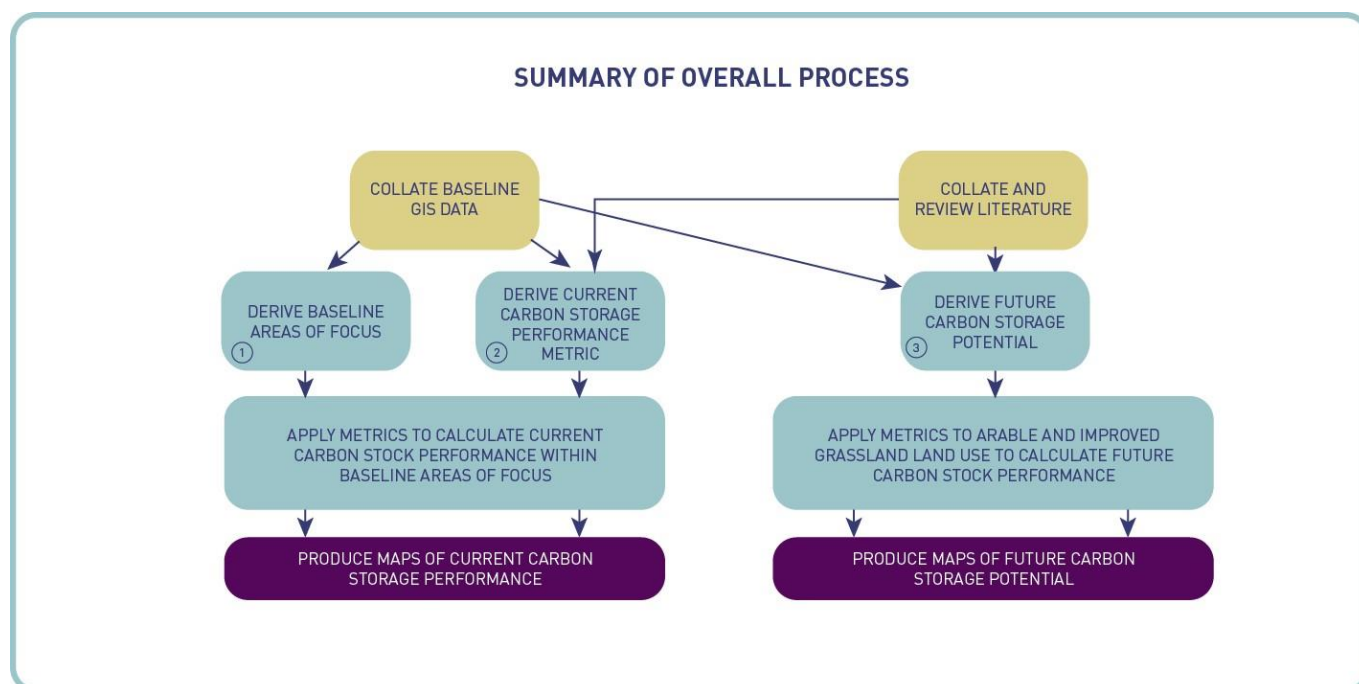 SUMMARY OF OVERALL PROCESS
COLLATE BASELINE
GIS DATA
COLLATE AND
REVIEW LITERATURE
DERIVE BASELINE
AREAS OF FOCUS
1
DERIVE CURRENT
CARBON STORAGE
PERFORMANCE
METRIC
2
DERIVE FUTURE
CARBON STORAGE
POTENTIAL
3
APPLY METRICS TO CALCULATE CURRENT
CARBON STOCK PERFORMANCE WITHIN
BASELINE AREAS OF FOCUS
APPLY METRICS TO ARABLE AND IMPROVED
GRASSLAND LAND USE TO CALCULATE FUTURE
CARBON STOCK PERFORMANCE
PRODUCE MAPS OF CURRENT CARBON
STORAGE PERFORMANCE
PRODUCE MAPS OF FUTURE CARBON
STORAGE POTENTIAL